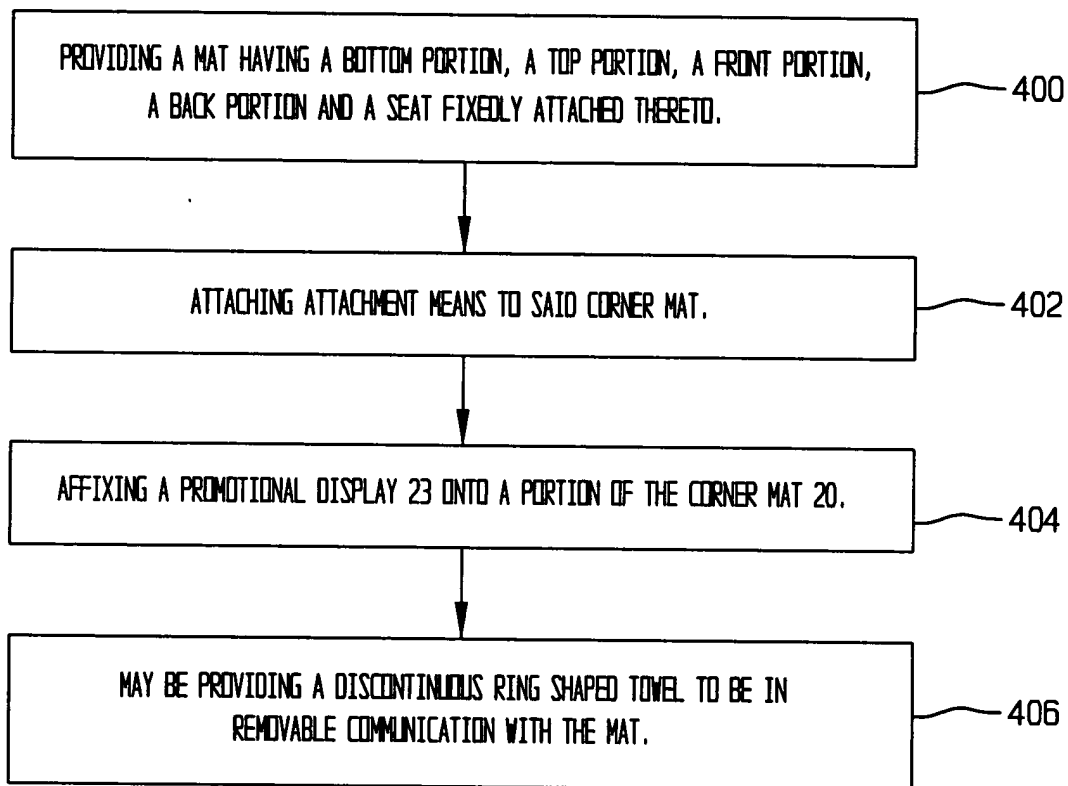 PROVIDING A MAT HAVING A BOTTOM PORTION, A TOP PORTION, A FRONT PORTION,
A BACK PORTION AND A SEAT FIXEDLY ATTACHED THERETO.
400
ATTACHING ATTACHMENT MEANS TO SAID CORNER MAT.
402
AFFIXING A PROMOTIONAL DISPLAY 23 ONTO A PORTION OF THE CORNER MAT 20.
404
MAY BE PROVIDING A DISCONTINUOUS RING SHAPED TOWEL TO BE IN
REMOVABLE COMMUNICATION WITH THE MAT.
406